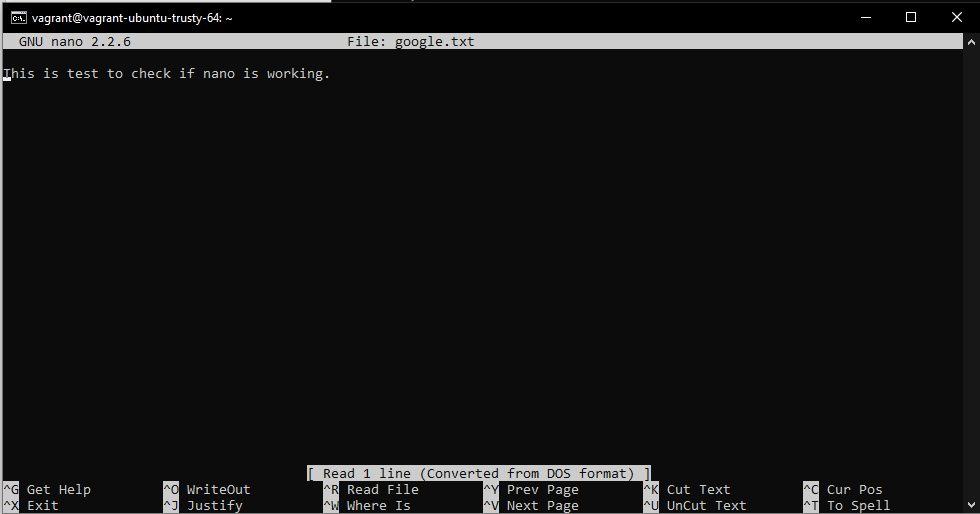 vagrant@vagrant-ubuntu-trusty-64: ~
GNU nano 2.2.6 File: google.txt
This is test to check if nano is working.
[ Read 1 line (Converted from DOS format) ]
^G Get Help ^O WriteOut ^R Read File ^Y Prev Page ^K Cut Text ^C Cur Pos
^X Exit ^J Justify ^W Where Is ^V Next Page ^U UnCut Text ^T To Spell